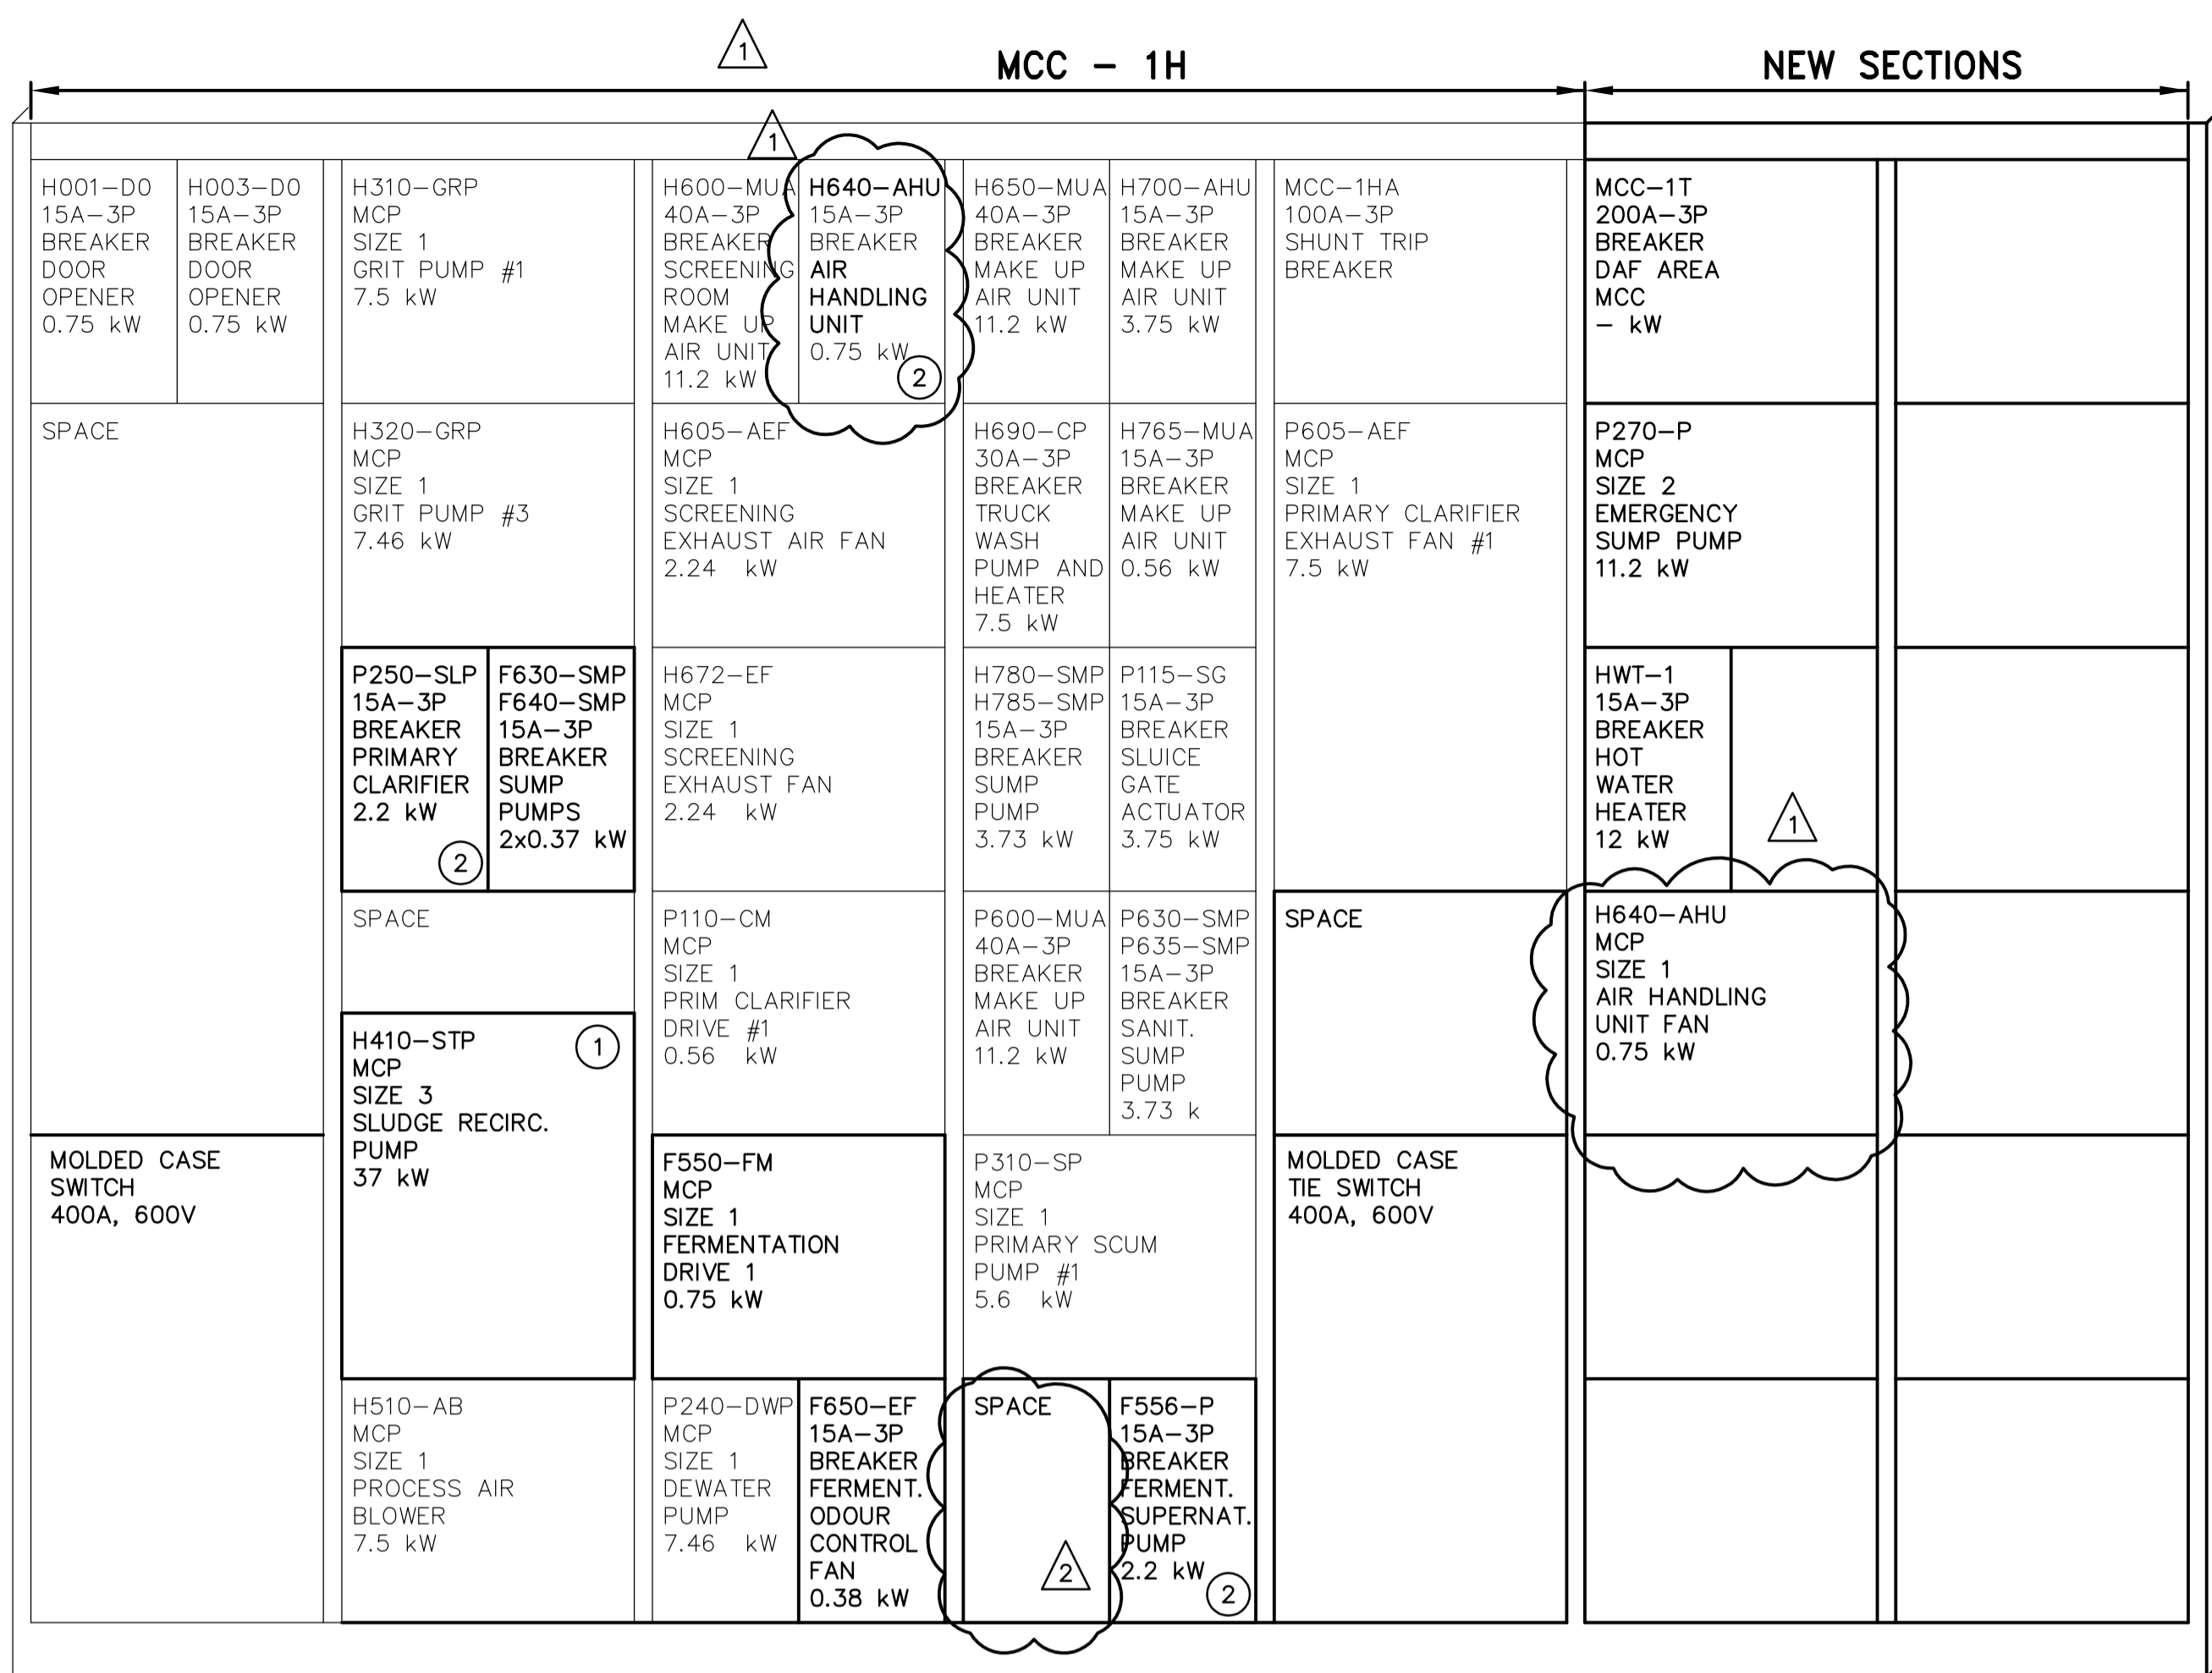 1
MCC – 1H
NEW SECTIONS
1
H001-DO
15A-3P
BREAKER
DOOR
OPENER
0.75 kW
H003-DO
15A-3P
BREAKER
DOOR
OPENER
0.75 kW
SPACE
MOLDED CASE
SWITCH
400A, 600V
H310-GRP
MCP
SIZE 1
GRIT PUMP #1
7.5 kW
H320-GRP
MCP
SIZE 1
GRIT PUMP #3
7.46 kW
P250-SLP
15A-3P
BREAKER
PRIMARY
CLARIFIER
2.2 kW
2
F630-SMP
F640-SMP
15A-3P
BREAKER
SUMP
PUMPS
2x0.37 kW
SPACE
H410-STP
1
MCP
SIZE 3
SLUDGE RECIRC.
PUMP
37 kW
H510-AB
MCP
SIZE 1
PROCESS AIR
BLOWER
7.5 kW
H600-MUA
40A-3P
BREAKER
SCREENING
ROOM
MAKE UP
AIR UNIT
11.2 kW
H640-AHU
15A-3P
BREAKER
AIR
HANDLING
UNIT
0.75 kW
2
H605-AEF
MCP
SIZE 1
SCREENING
EXHAUST AIR FAN
2.24 kW
H672-EF
MCP
SIZE 1
SCREENING
EXHAUST FAN
2.24 kW
P110-CM
MCP
SIZE 1
PRIM CLARIFIER
DRIVE #1
0.56 kW
F550-FM
MCP
SIZE 1
FERMENTATION
DRIVE 1
0.75 kW
P240-DWP
MCP
SIZE 1
DEWATER
PUMP
7.46 kW
F650-EF
15A-3P
BREAKER
FERMENT.
ODOUR
CONTROL
FAN
0.38 kW
H650-MUA
40A-3P
BREAKER
MAKE UP
AIR UNIT
11.2 kW
H700-AHU
15A-3P
BREAKER
MAKE UP
AIR UNIT
3.75 kW
H690-CP
30A-3P
BREAKER
TRUCK
WASH
PUMP AND
HEATER
7.5 kW
H765-MUA
15A-3P
BREAKER
MAKE UP
AIR UNIT
0.56 kW
H780-SMP
H785-SMP
15A-3P
BREAKER
SUMP
PUMP
3.73 kW
P115-SG
15A-3P
BREAKER
SLUICE
GATE
ACTUATOR
3.75 kW
P600-MUA
40A-3P
BREAKER
MAKE UP
AIR UNIT
11.2 kW
P630-SMP
P635-SMP
15A-3P
BREAKER
SANIT.
SUMP
PUMP
3.73 k
P310-SP
MCP
SIZE 1
PRIMARY SCUM
PUMP #1
5.6 kW
SPACE
2
F556-P
15A-3P
BREAKER
FERMENT.
SUPERNAT.
PUMP
2.2 kW
2
MCC-1HA
100A-3P
SHUNT TRIP
BREAKER
P605-AEF
MCP
SIZE 1
PRIMARY CLARIFIER
EXHAUST FAN #1
7.5 kW
SPACE
MOLDED CASE
TIE SWITCH
400A, 600V
MCC-1T
200A-3P
BREAKER
DAF AREA
MCC
– kW
P270-P
MCP
SIZE 2
EMERGENCY
SUMP PUMP
11.2 kW
HWT-1
15A-3P
BREAKER
HOT
WATER
HEATER
12 kW
1
H640-AHU
MCP
SIZE 1
AIR HANDLING
UNIT FAN
0.75 kW